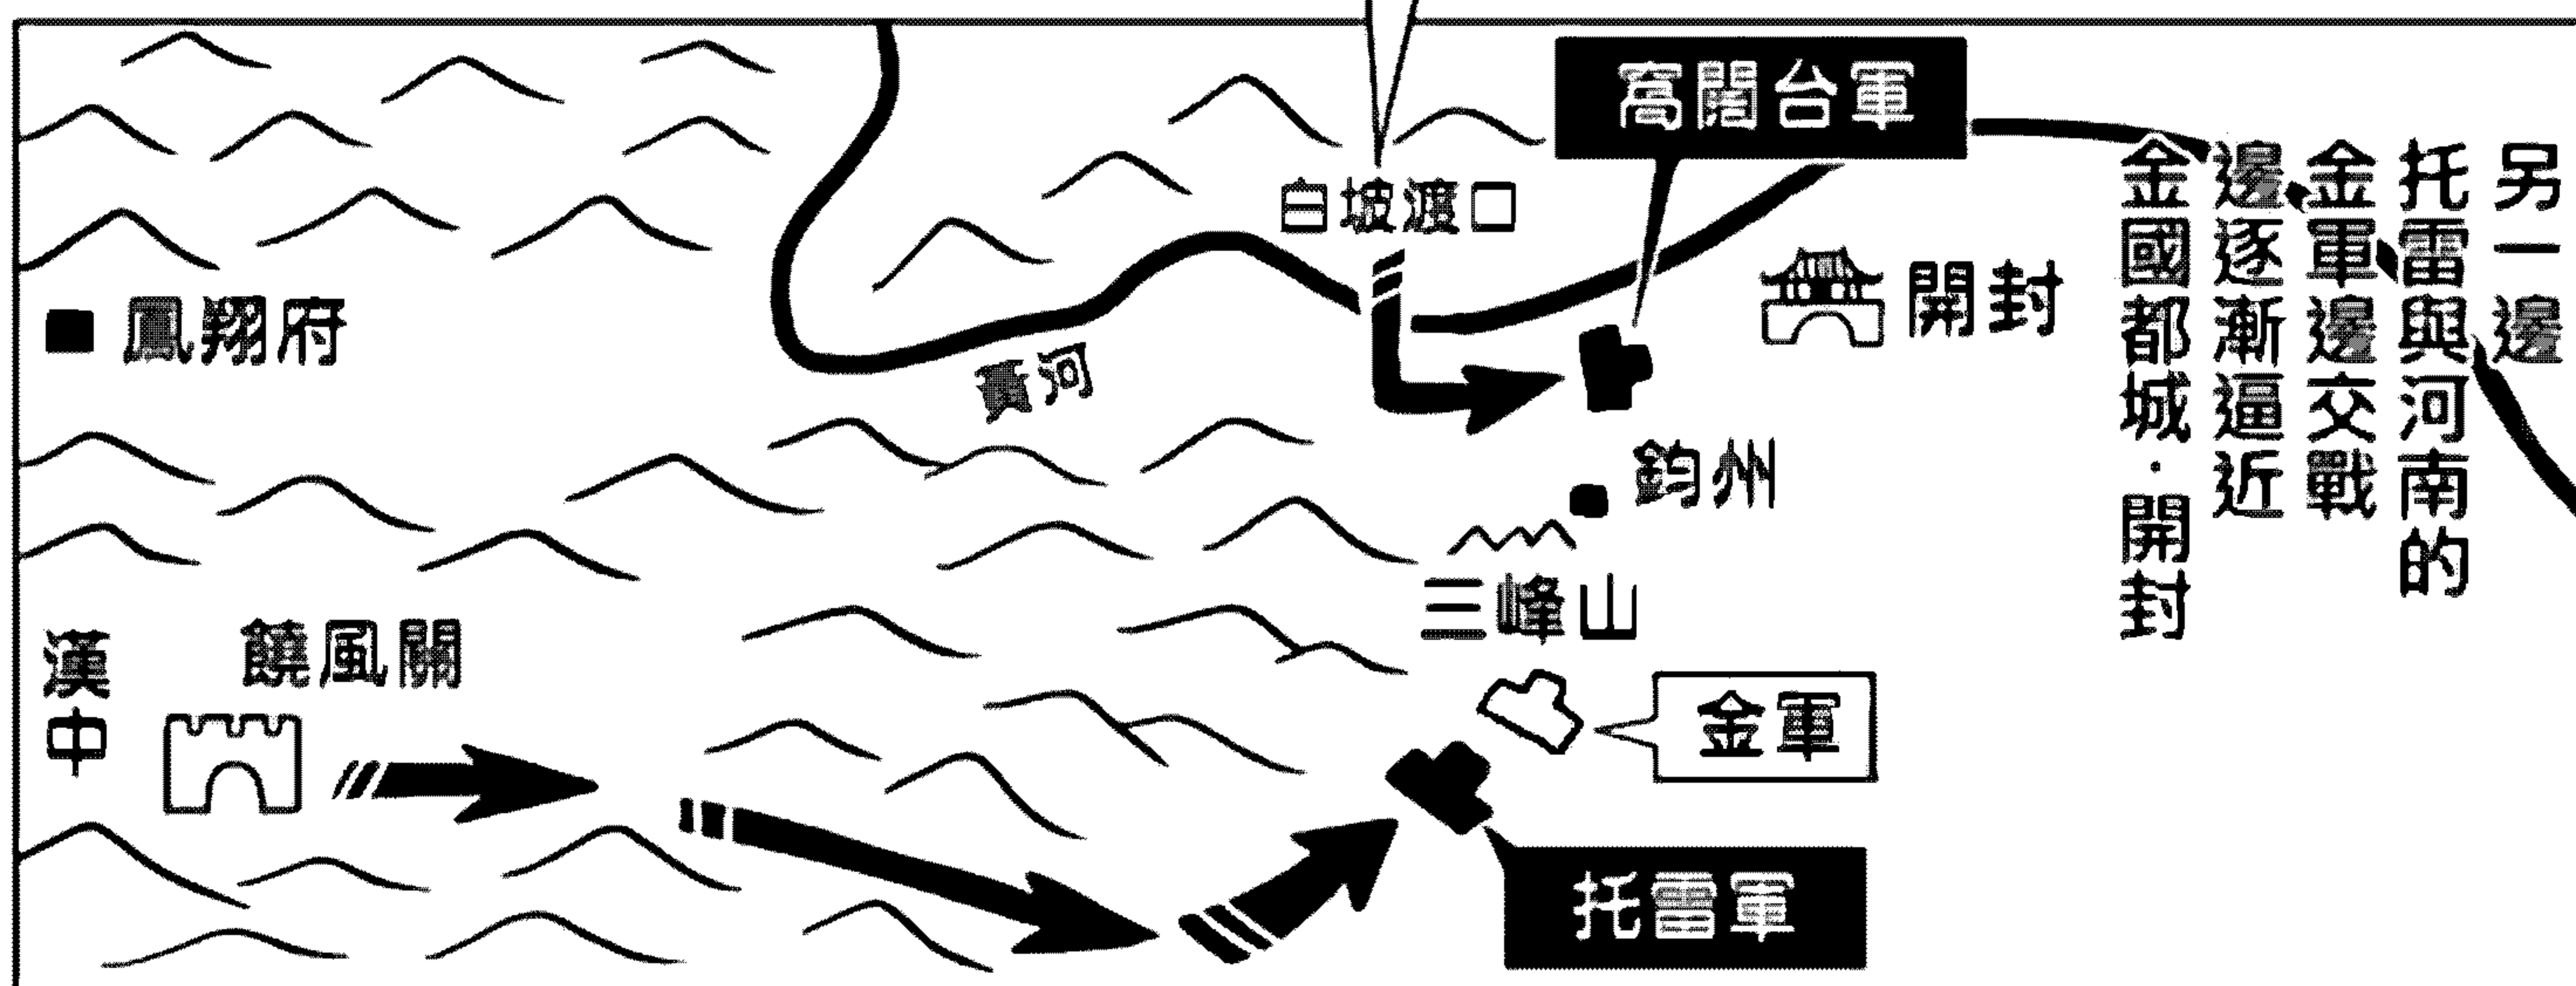 另一邊
托雷與河南的
金軍邊交戰
邊逐漸逼近
金國都城・開封
窩闊台軍
白坡渡口
開封
鳳翔府
黃河
鈞州
三峰山
漢中
饒風關
金軍
托雷軍